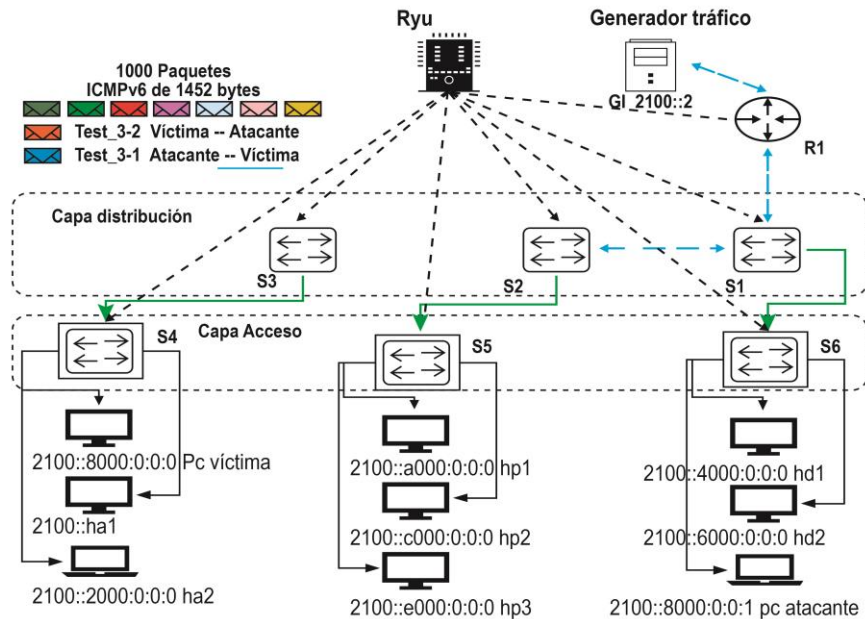 Ryu
Generador tráfico
1000 Paquetes
ICMPv6 de 1452 bytes
Test_3-2 Víctima -- Atacante
Test_3-1 Atacante -- Víctima
GI 2100::2
R1
Capa distribución
S3
S2
S1
Capa Acceso
S4
S5
S6
2100::8000:0:0:0 Pc víctima
2100::ha1
2100::2000:0:0:0 ha2
2100::a000:0:0:0 hp1
2100::c000:0:0:0 hp2
2100::e000:0:0:0 hp3
2100::4000:0:0:0 hd1
2100::6000:0:0:0 hd2
2100::8000:0:0:1 pc atacante